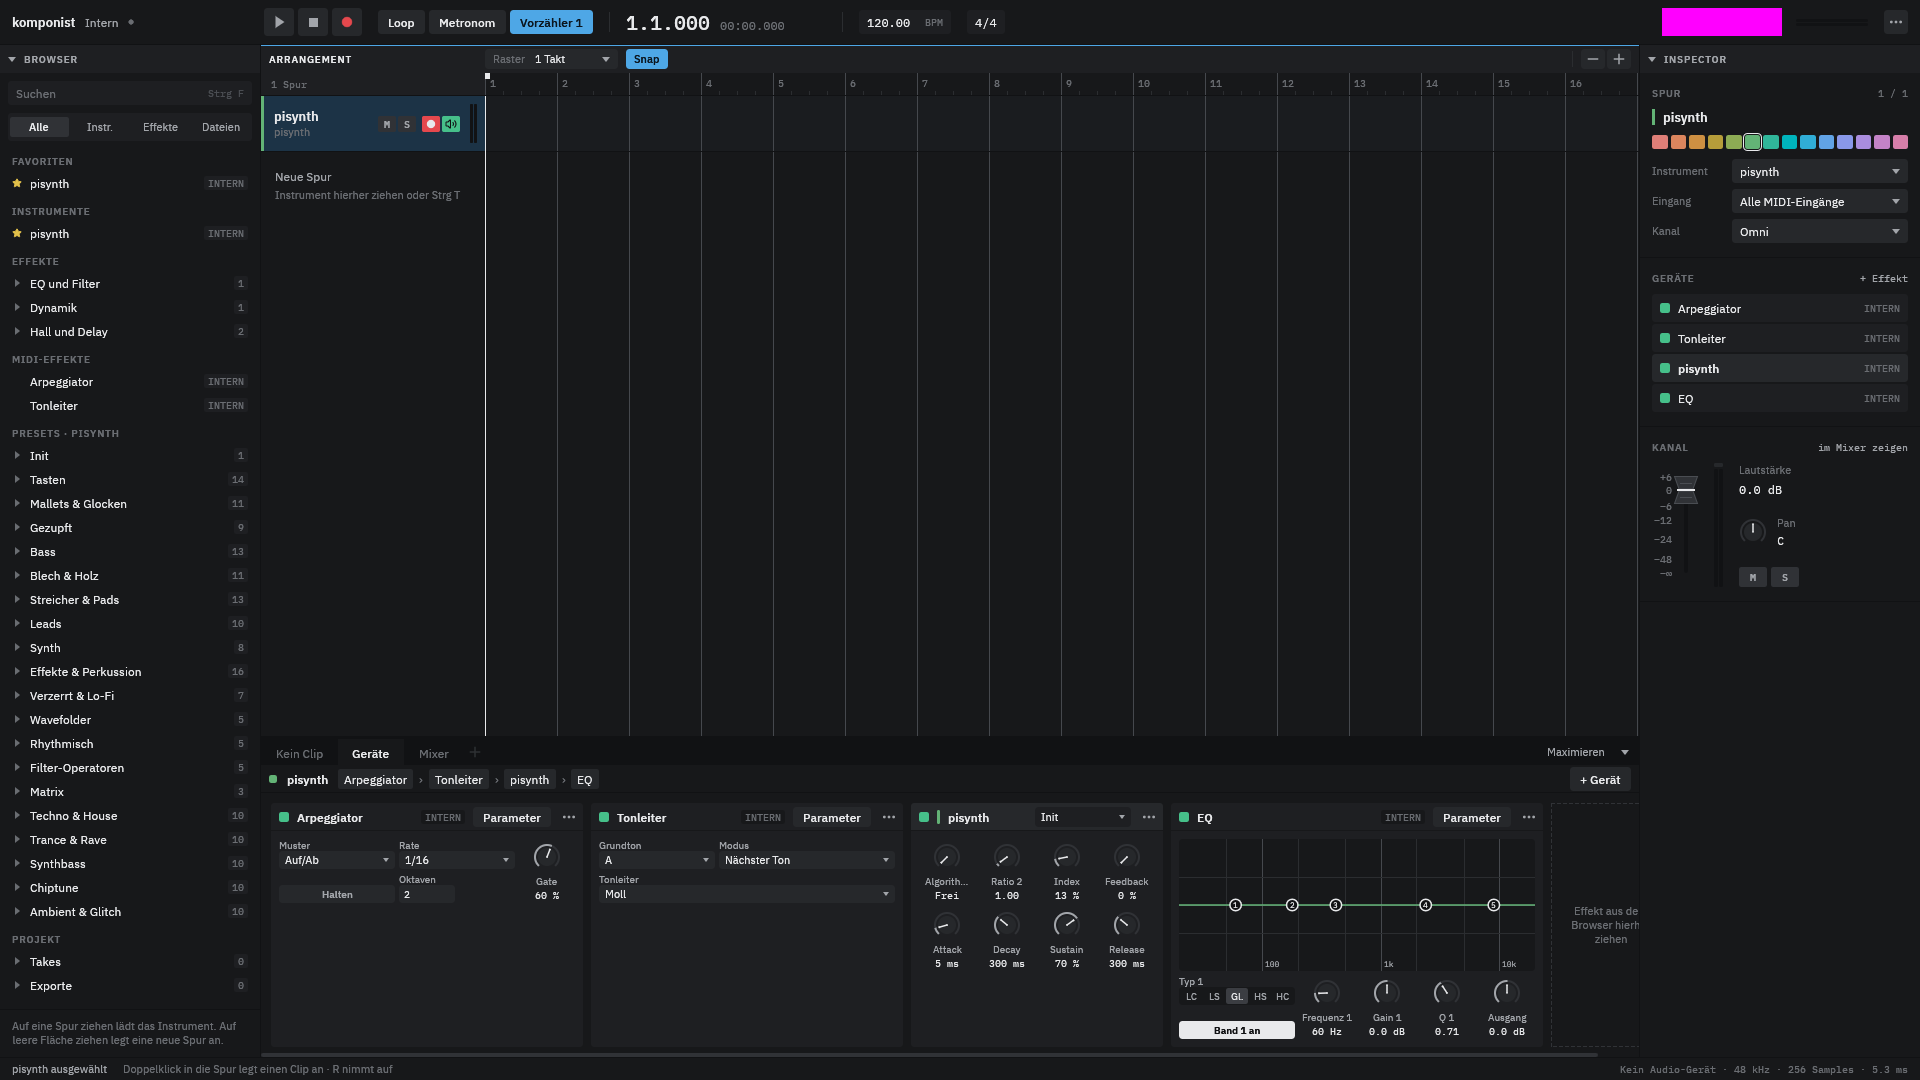 komponist Intern
Loop Metronom Vorzähler 1
1.1.000 00:00.000
120.00 BPM 4/4
BROWSER
Suchen Strg F
Alle Instr. Effekte Dateien
FAVORITEN
pisynth INTERN
INSTRUMENTE
pisynth INTERN
EFFEKTE
EQ und Filter 1
Dynamik 1
Hall und Delay 2
MIDI-EFFEKTE
Arpeggiator INTERN
Tonleiter INTERN
PRESETS · PISYNTH
Init 1
Tasten 14
Mallets & Glocken 11
Gezupft 9
Bass 13
Blech & Holz 11
Streicher & Pads 13
Leads 10
Synth 8
Effekte & Perkussion 16
Verzerrt & Lo-Fi 7
Wavefolder 5
Rhythmisch 5
Filter-Operatoren 5
Matrix 3
Techno & House 10
Trance & Rave 10
Synthbass 10
Chiptune 10
Ambient & Glitch 10
PROJEKT
Takes 0
Exporte 0
Auf eine Spur ziehen lädt das Instrument. Auf
leere Fläche ziehen legt eine neue Spur an.
ARRANGEMENT Raster 1 Takt Snap
1 Spur
1 2 3 4 5 6 7 8 9 10 11 12 13 14 15 16
pisynth
pisynth
M S
Neue Spur
Instrument hierher ziehen oder Strg T
Kein Clip Geräte Mixer
Maximieren
pisynth Arpeggiator › Tonleiter › pisynth › EQ
+ Gerät
Arpeggiator INTERN Parameter
Muster Rate
Auf/Ab 1/16
Oktaven
Halten 2
Gate
60 %
Tonleiter INTERN Parameter
Grundton Modus
A Nächster Ton
Tonleiter
Moll
pisynth Init
Algorith... Ratio 2 Index Feedback
Frei 1.00 13 % 0 %
Attack Decay Sustain Release
5 ms 300 ms 70 % 300 ms
EQ INTERN Parameter
1 2 3 4 5
100 1k 10k
Typ 1
LC LS GL HS HC
Band 1 an
Frequenz 1 Gain 1 Q 1 Ausgang
60 Hz 0.0 dB 0.71 0.0 dB
Effekt aus de
Browser hierh
ziehen
INSPECTOR
SPUR 1 / 1
pisynth
Instrument pisynth
Eingang Alle MIDI-Eingänge
Kanal Omni
GERÄTE + Effekt
Arpeggiator INTERN
Tonleiter INTERN
pisynth INTERN
EQ INTERN
KANAL im Mixer zeigen
+6
0
−6
−12
−24
−48
−∞
Lautstärke
0.0 dB
Pan
C
M S
pisynth ausgewählt Doppelklick in die Spur legt einen Clip an · R nimmt auf
Kein Audio-Gerät · 48 kHz · 256 Samples · 5.3 ms